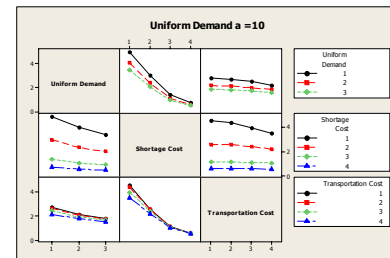 Uniform Demand a =10
1 2 3 4
4
2
0
Uniform Demand
Shortage Cost
4
2
0
4
2
0
Transportation Cost
1 2 3
1 2 3 4
Uniform
Demand
1
2
3
Shortage
Cost
1
2
3
4
Transportation Cost
1
2
3
4